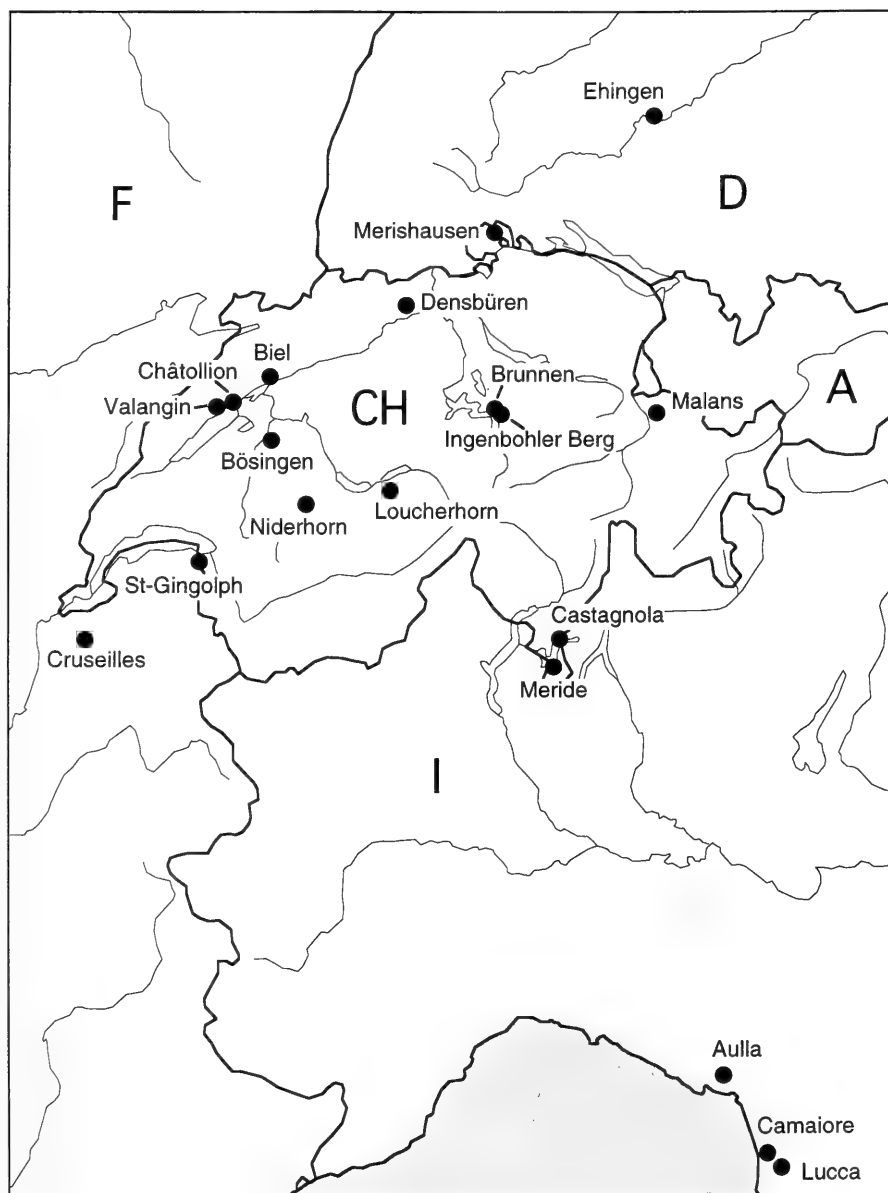 Ehingen
F
D
Merishausen
Densbüren
Biel
Châtollion
Brunnen
A
Valangin
CH
Malans
Ingenbohler Berg
Bösingen
Loucherhorn
Niderhorn
St-Gingolph
Castagnola
Cruseilles
Meride
I
Aulla
Camaiore
Lucca